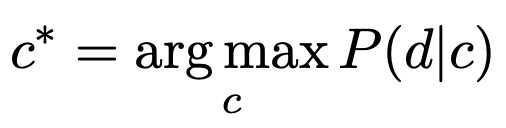 c* = arg max P(d|c)
c